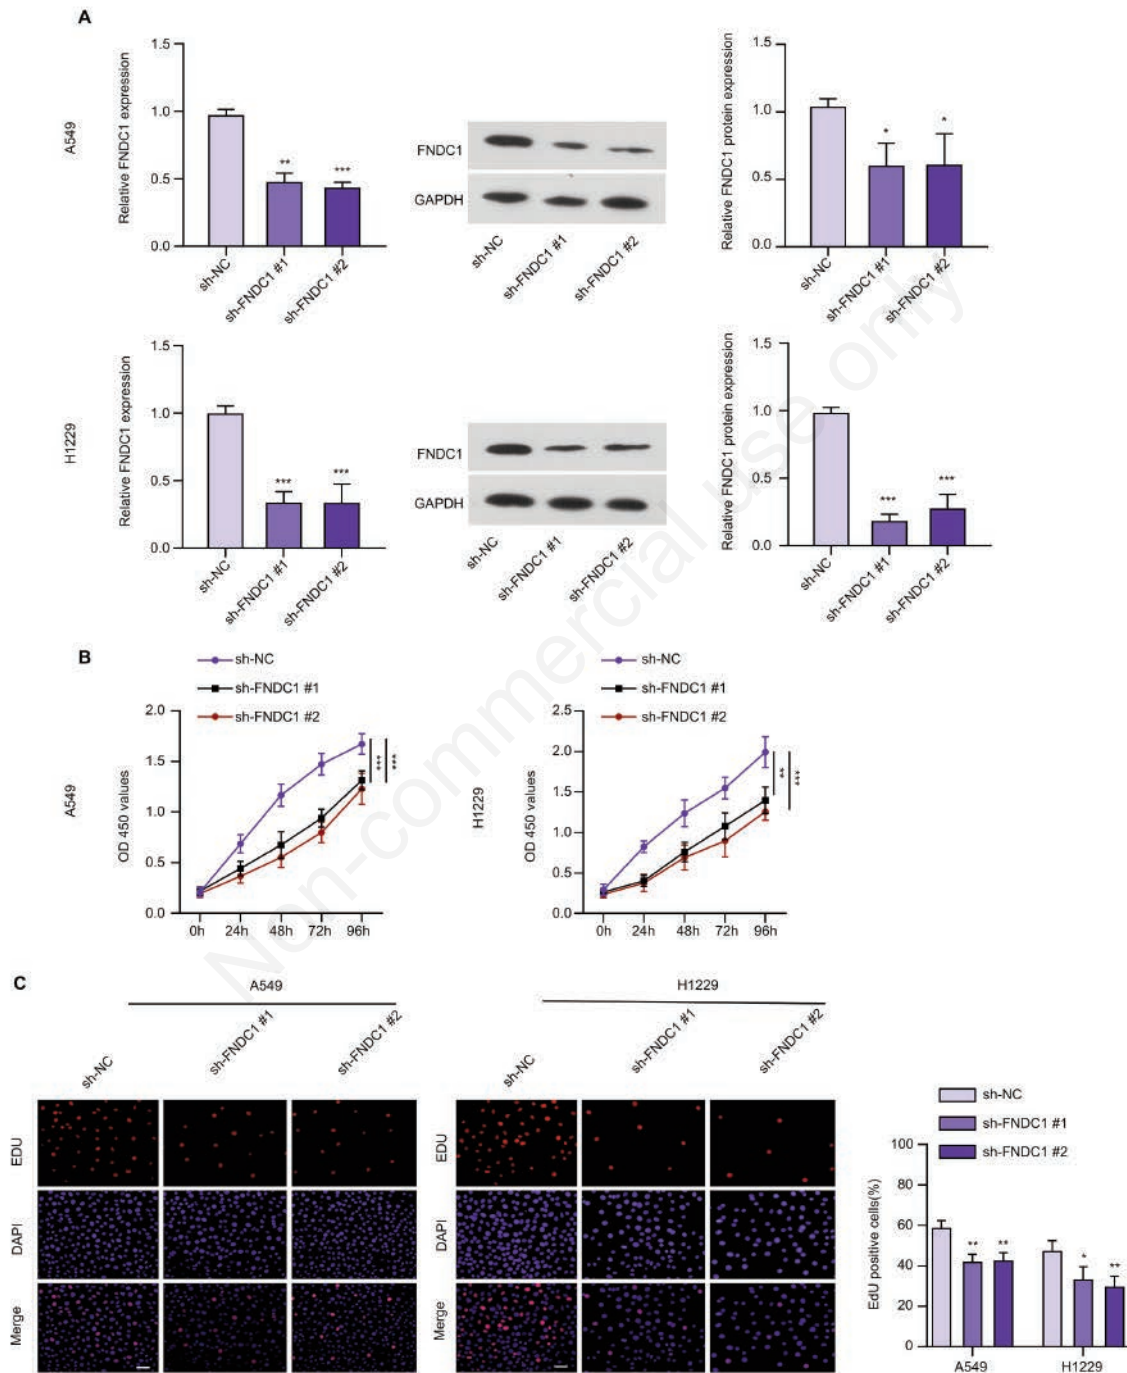 A
A549
Relative FNDC1 expression
1.5
1.0
0.5
0.0
**
***
sh-NC
sh-FNDC1 #1
sh-FNDC1 #2
FNDC1
GAPDH
sh-NC
sh-FNDC1 #1
sh-FNDC1 #2
Relative FNDC1 protein expression
1.5
1.0
0.5
0.0
*
*
sh-NC
sh-FNDC1 #1
sh-FNDC1 #2
H1229
Relative FNDC1 expression
1.5
1.0
0.5
0.0
***
***
sh-NC
sh-FNDC1 #1
sh-FNDC1 #2
FNDC1
GAPDH
sh-NC
sh-FNDC1 #1
sh-FNDC1 #2
Relative FNDC1 protein expression
1.5
1.0
0.5
0.0
***
***
sh-NC
sh-FNDC1 #1
sh-FNDC1 #2
Non-commercial use only
B
sh-NC
sh-FNDC1 #1
sh-FNDC1 #2
A549
OD 450 values
2.0
1.5
1.0
0.5
0.0
0h 24h 48h 72h 96h
***
***
sh-NC
sh-FNDC1 #1
sh-FNDC1 #2
H1229
OD 450 values
2.5
2.0
1.5
1.0
0.5
0.0
0h 24h 48h 72h 96h
**
***
C
A549
sh-NC
sh-FNDC1 #1
sh-FNDC1 #2
EDU
DAPI
Merge
H1229
sh-NC
sh-FNDC1 #1
sh-FNDC1 #2
EDU
DAPI
Merge
sh-NC
sh-FNDC1 #1
sh-FNDC1 #2
EdU positive cells(%)
100
80
60
40
20
0
** **
* **
A549 H1229